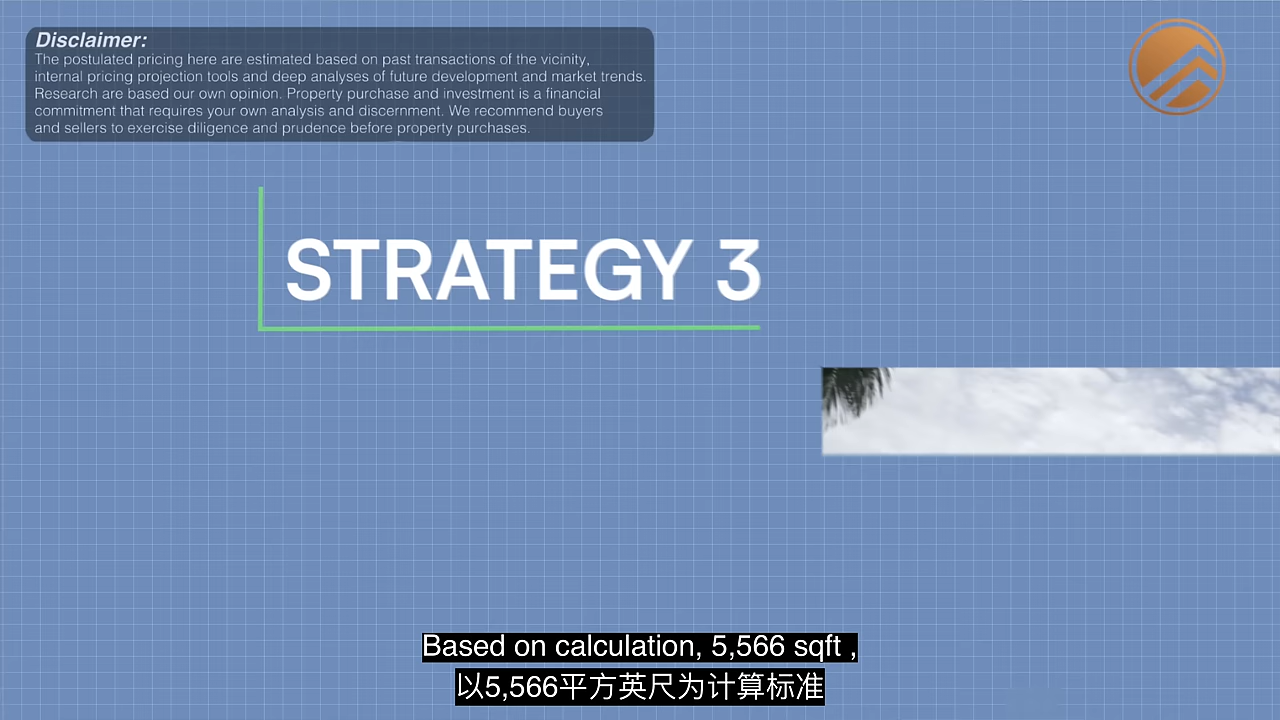 Disclaimer:
The postulated pricing here are estimated based on past transactions of the vicinity,
internal pricing projection tools and deep analyses of future development and market trends.
Research are based our own opinion. Property purchase and investment is a financial
commitment that requires your own analysis and discernment. We recommend buyers
and sellers to exercise diligence and prudence before property purchases.
STRATEGY 3
Based on calculation, 5,566 sqft ,
以5,566平方英尺为计算标准